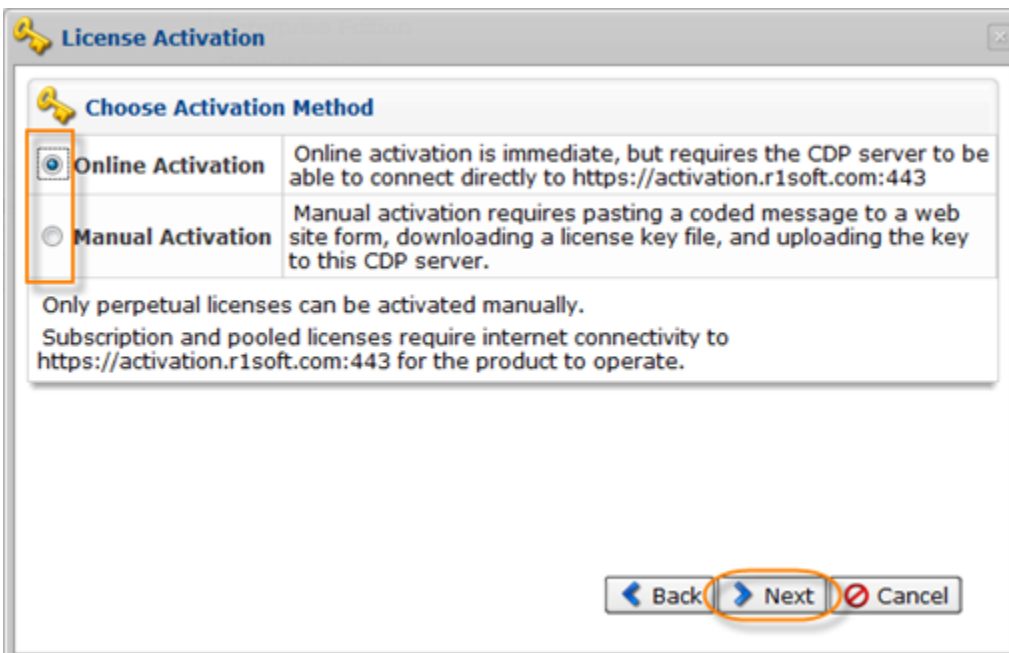 License Activation
Choose Activation Method
Online Activation
Online activation is immediate, but requires the CDP server to be
able to connect directly to https://activation.r1soft.com:443
Manual Activation
Manual activation requires pasting a coded message to a web
site form, downloading a license key file, and uploading the key
to this CDP server.
Only perpetual licenses can be activated manually.
Subscription and pooled licenses require internet connectivity to
https://activation.r1soft.com:443 for the product to operate.
Back
Next
Cancel